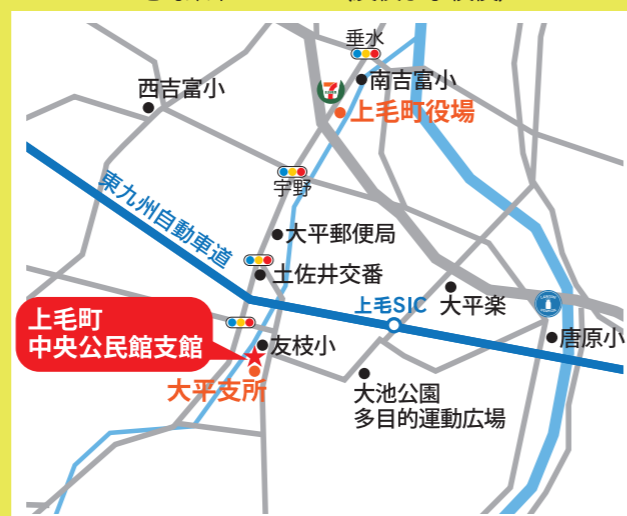 垂水
西吉富小
南吉富小
上毛町役場
宇野
東九州自動車道
大平郵便局
土佐井交番
上毛SIC
大平楽
上毛町
中央公民館支館
友枝小
唐原小
大平支所
大池公園
多目的運動広場